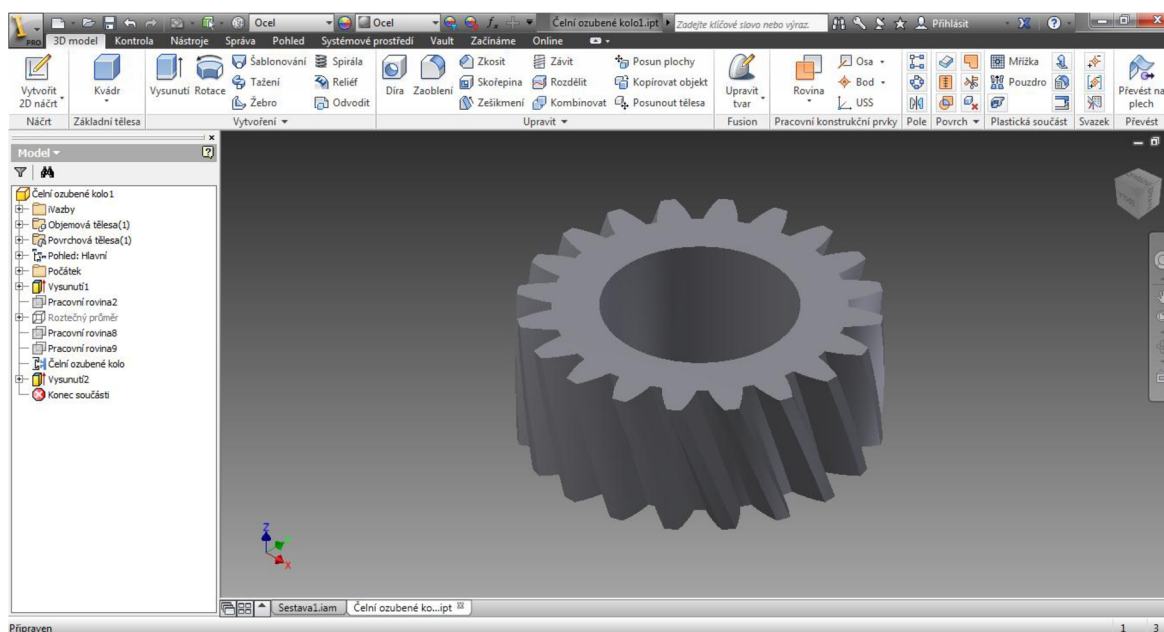 PRO
Ocel
Ocel
fx
Čelní ozubené kolo1.ipt
Zadejte klíčové slovo nebo výraz.
Přihlásit
3D model Kontrola Nástroje Správa Pohled Systémové prostředí Vault Začínáme Online
Vytvořit 2D náčrt
Kvádr
Vysunutí Rotace
Šablonování Spirála
Tažení Reliéf
Žebro Odvodit
Díra Zaoblení
Zkosit Závit Posun plochy
Skořepina Rozdělit Kopírovat objekt
Zešikmení Kombinovat Posunout tělesa
Upravit tvar
Rovina
Osa
Bod
USS
Mřížka
Pouzdro
Převést na plech
Náčrt Základní tělesa Vytvoření Upravit Fusion Pracovní konstrukční prvky Pole Povrch Plastická součást Svazek Převést
Model
Čelní ozubené kolo1
iVazby
Objemová tělesa(1)
Povrchová tělesa(1)
Pohled: Hlavní
Počátek
Vysunutí1
Pracovní rovina2
Roztečný průměr
Pracovní rovina8
Pracovní rovina9
Čelní ozubené kolo
Vysunutí2
Konec součásti
Z
X
Sestava1.iam Čelní ozubené ko...ipt
Připraven 1 3